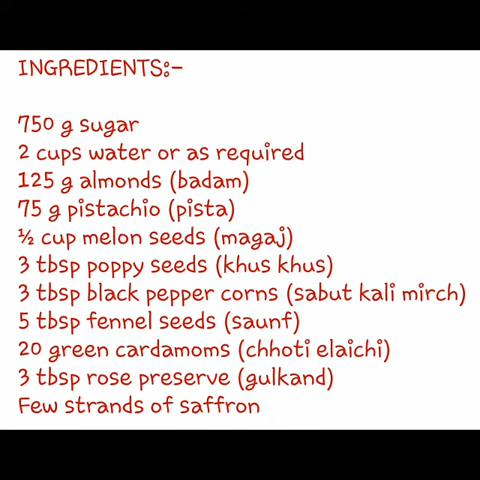 INGREDIENTS:-
750 g sugar
2 cups water or as required
125 g almonds (badam)
75 g pistachio (pista)
½ cup melon seeds (magaj)
3 tbsp poppy seeds (khus khus)
3 tbsp black pepper corns (sabut kali mirch)
5 tbsp fennel seeds (saunf)
20 green cardamoms (chhoti elaichi)
3 tbsp rose preserve (gulkand)
Few strands of saffron